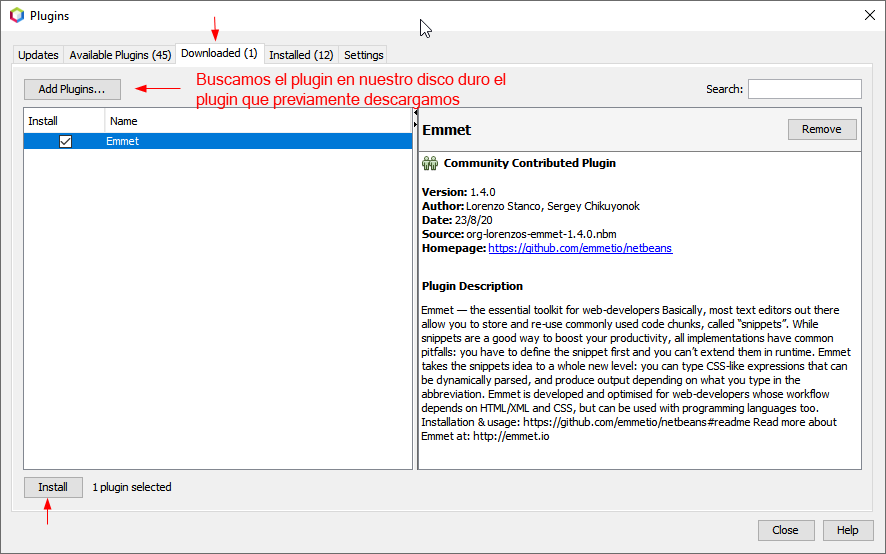 Plugins
Updates
Available Plugins (45)
Downloaded (1)
Installed (12)
Settings
Add Plugins...
Buscamos el plugin en nuestro disco duro el
plugin que previamente descargamos
Search:
Install
Name
Emmet
Emmet
Remove
Community Contributed Plugin
Version: 1.4.0
Author: Lorenzo Stanco, Sergey Chikuyonok
Date: 23/8/20
Source: org-lorenzos-emmet-1.4.0.nbm
Homepage: https://github.com/emmetio/netbeans
Plugin Description
Emmet — the essential toolkit for web-developers Basically, most text editors out there
allow you to store and re-use commonly used code chunks, called “snippets”. While
snippets are a good way to boost your productivity, all implementations have common
pitfalls: you have to define the snippet first and you can’t extend them in runtime. Emmet
takes the snippets idea to a whole new level: you can type CSS-like expressions that can
be dynamically parsed, and produce output depending on what you type in the
abbreviation. Emmet is developed and optimised for web-developers whose workflow
depends on HTML/XML and CSS, but can be used with programming languages too.
Installation & usage: https://github.com/emmetio/netbeans#readme Read more about
Emmet at: http://emmet.io
Install
1 plugin selected
Close
Help